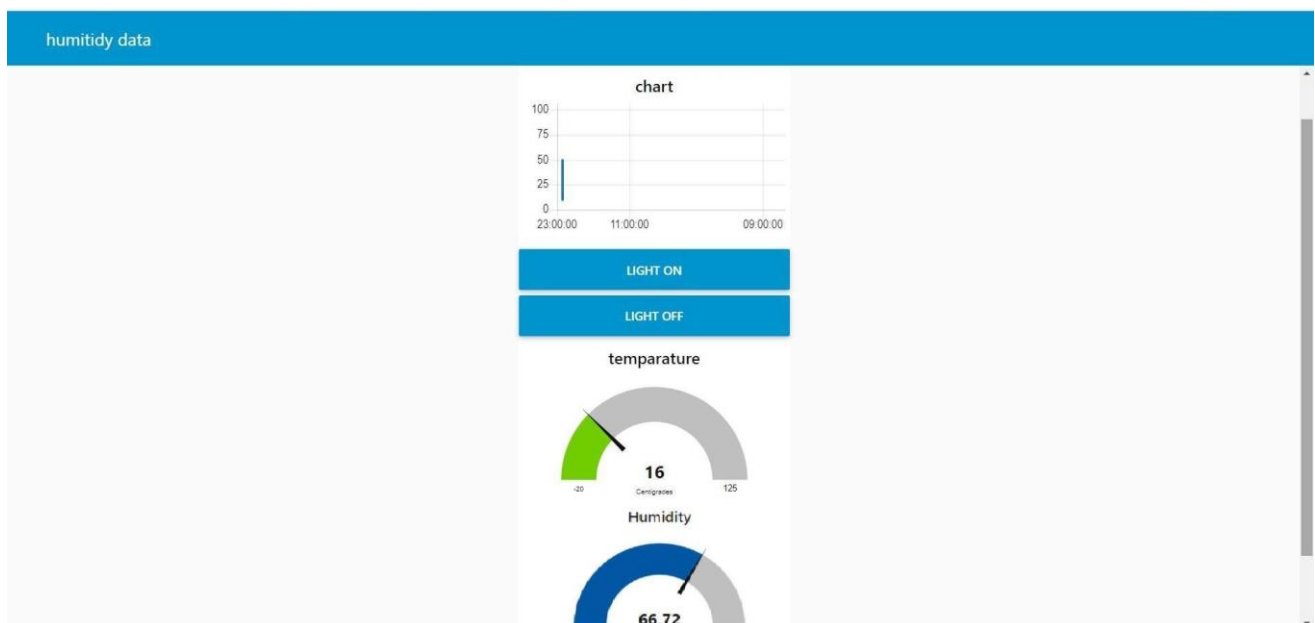 humitidy data
chart
100
75
50
25
0
23:00:00 11:00:00 09:00:00
LIGHT ON
LIGHT OFF
temparature
16
-20 Centigrades 125
Humidity
66.72